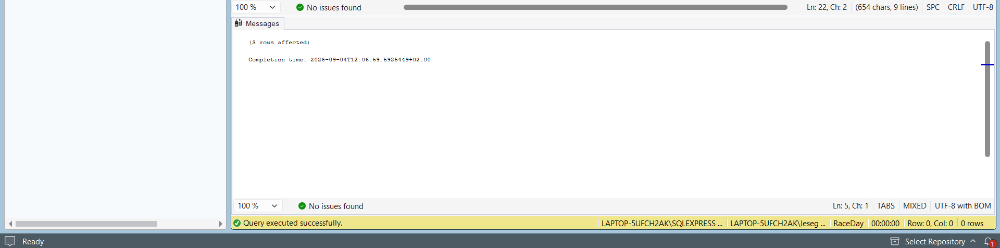 100 % No issues found Ln: 22, Ch: 2 (654 chars, 9 lines) SPC CRLF UTF-8
Messages
(3 rows affected)
Completion time: 2026-09-04T12:06:59.5925449+02:00
100 % No issues found Ln: 5, Ch: 1 TABS MIXED UTF-8 with BOM
Query executed successfully. LAPTOP-5UFCH2AK\SQLEXPRESS ... LAPTOP-5UFCH2AK\leseg ... RaceDay 00:00:00 Row: 0, Col: 0 0 rows
Ready Select Repository 1